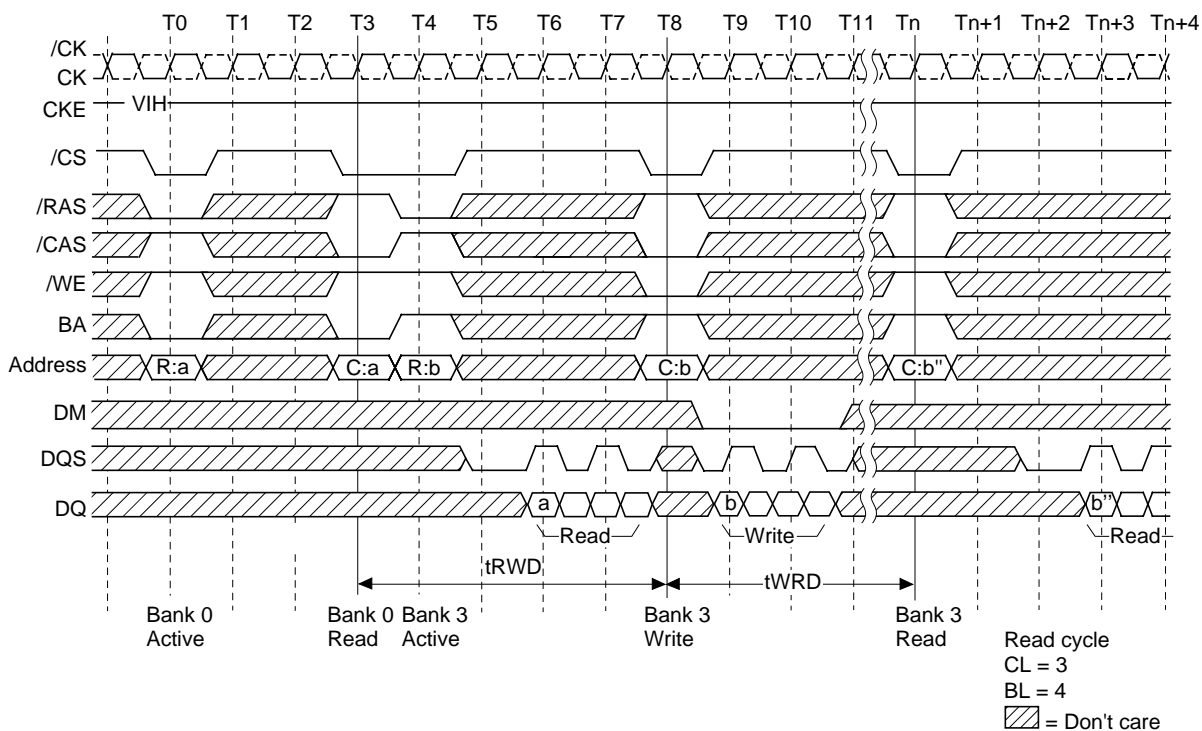 T0 T1 T2 T3 T4 T5 T6 T7 T8 T9 T10 T11 Tn Tn+1 Tn+2 Tn+3 Tn+4
/CK
CK
CKE VIH
/CS
/RAS
/CAS
/WE
BA
Address R:a C:a R:b C:b C:b"
DM
DQS
DQ a b b''
Read Write Read
tRWD tWRD
Bank 0 Active
Bank 0 Read
Bank 3 Active
Bank 3 Write
Bank 3 Read
Read cycle
CL = 3
BL = 4
= Don't care